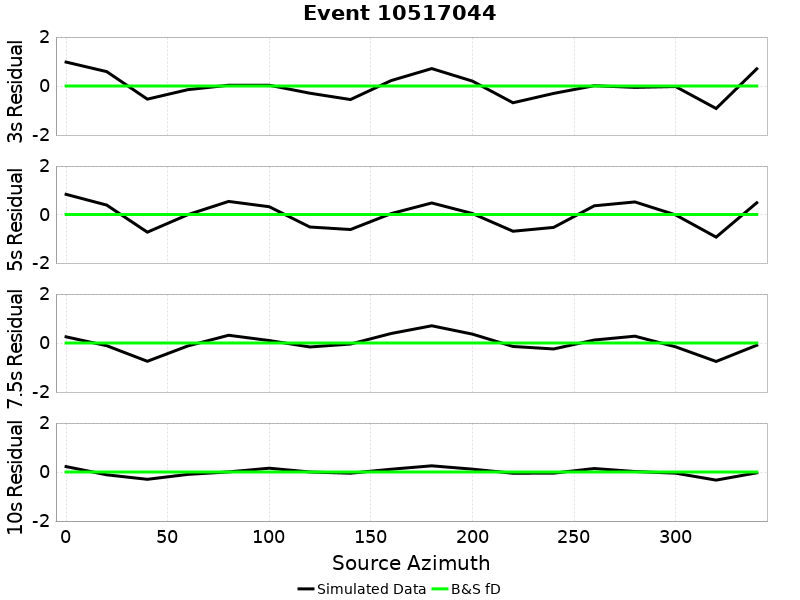 Event 10517044
3s Residual
2
0
-2
5s Residual
2
0
-2
7.5s Residual
2
0
-2
10s Residual
2
0
-2
0 50 100 150 200 250 300
Source Azimuth
Simulated Data B&S fD